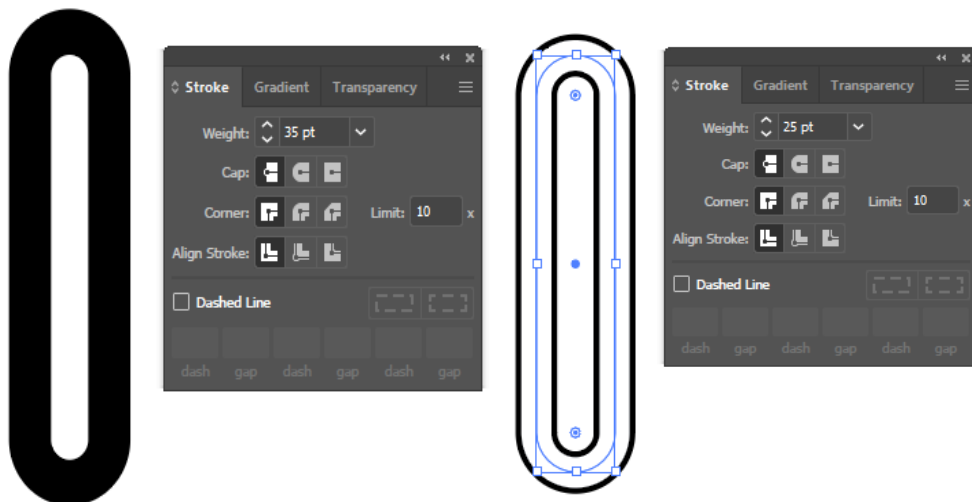 Stroke Gradient Transparency
Weight: 35 pt
Cap:
Corner: Limit: 10 x
Align Stroke:
Dashed Line
dash gap dash gap dash gap
Stroke Gradient Transparency
Weight: 25 pt
Cap:
Corner: Limit: 10 x
Align Stroke:
Dashed Line
dash gap dash gap dash gap